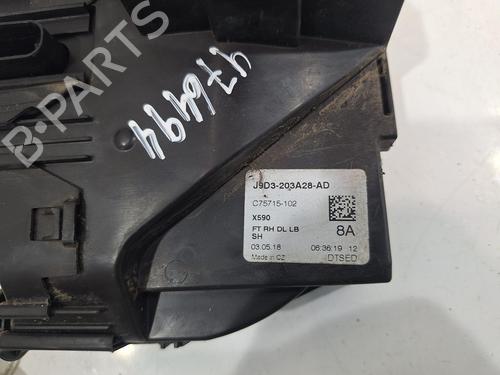 B-PARTS
476494
J9D3-203A28-AD
C75715-102
X590
FT RH DL LB
SH
8A
03.05.18 06:36:19 12
Made in CZ DTSED